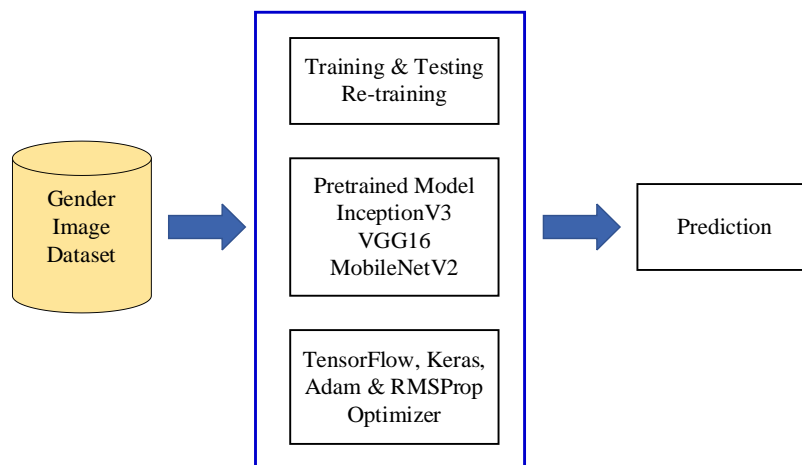 Gender
Image
Dataset
Training & Testing
Re-training
Pretrained Model
InceptionV3
VGG16
MobileNetV2
TensorFlow, Keras,
Adam & RMSProp
Optimizer
Prediction